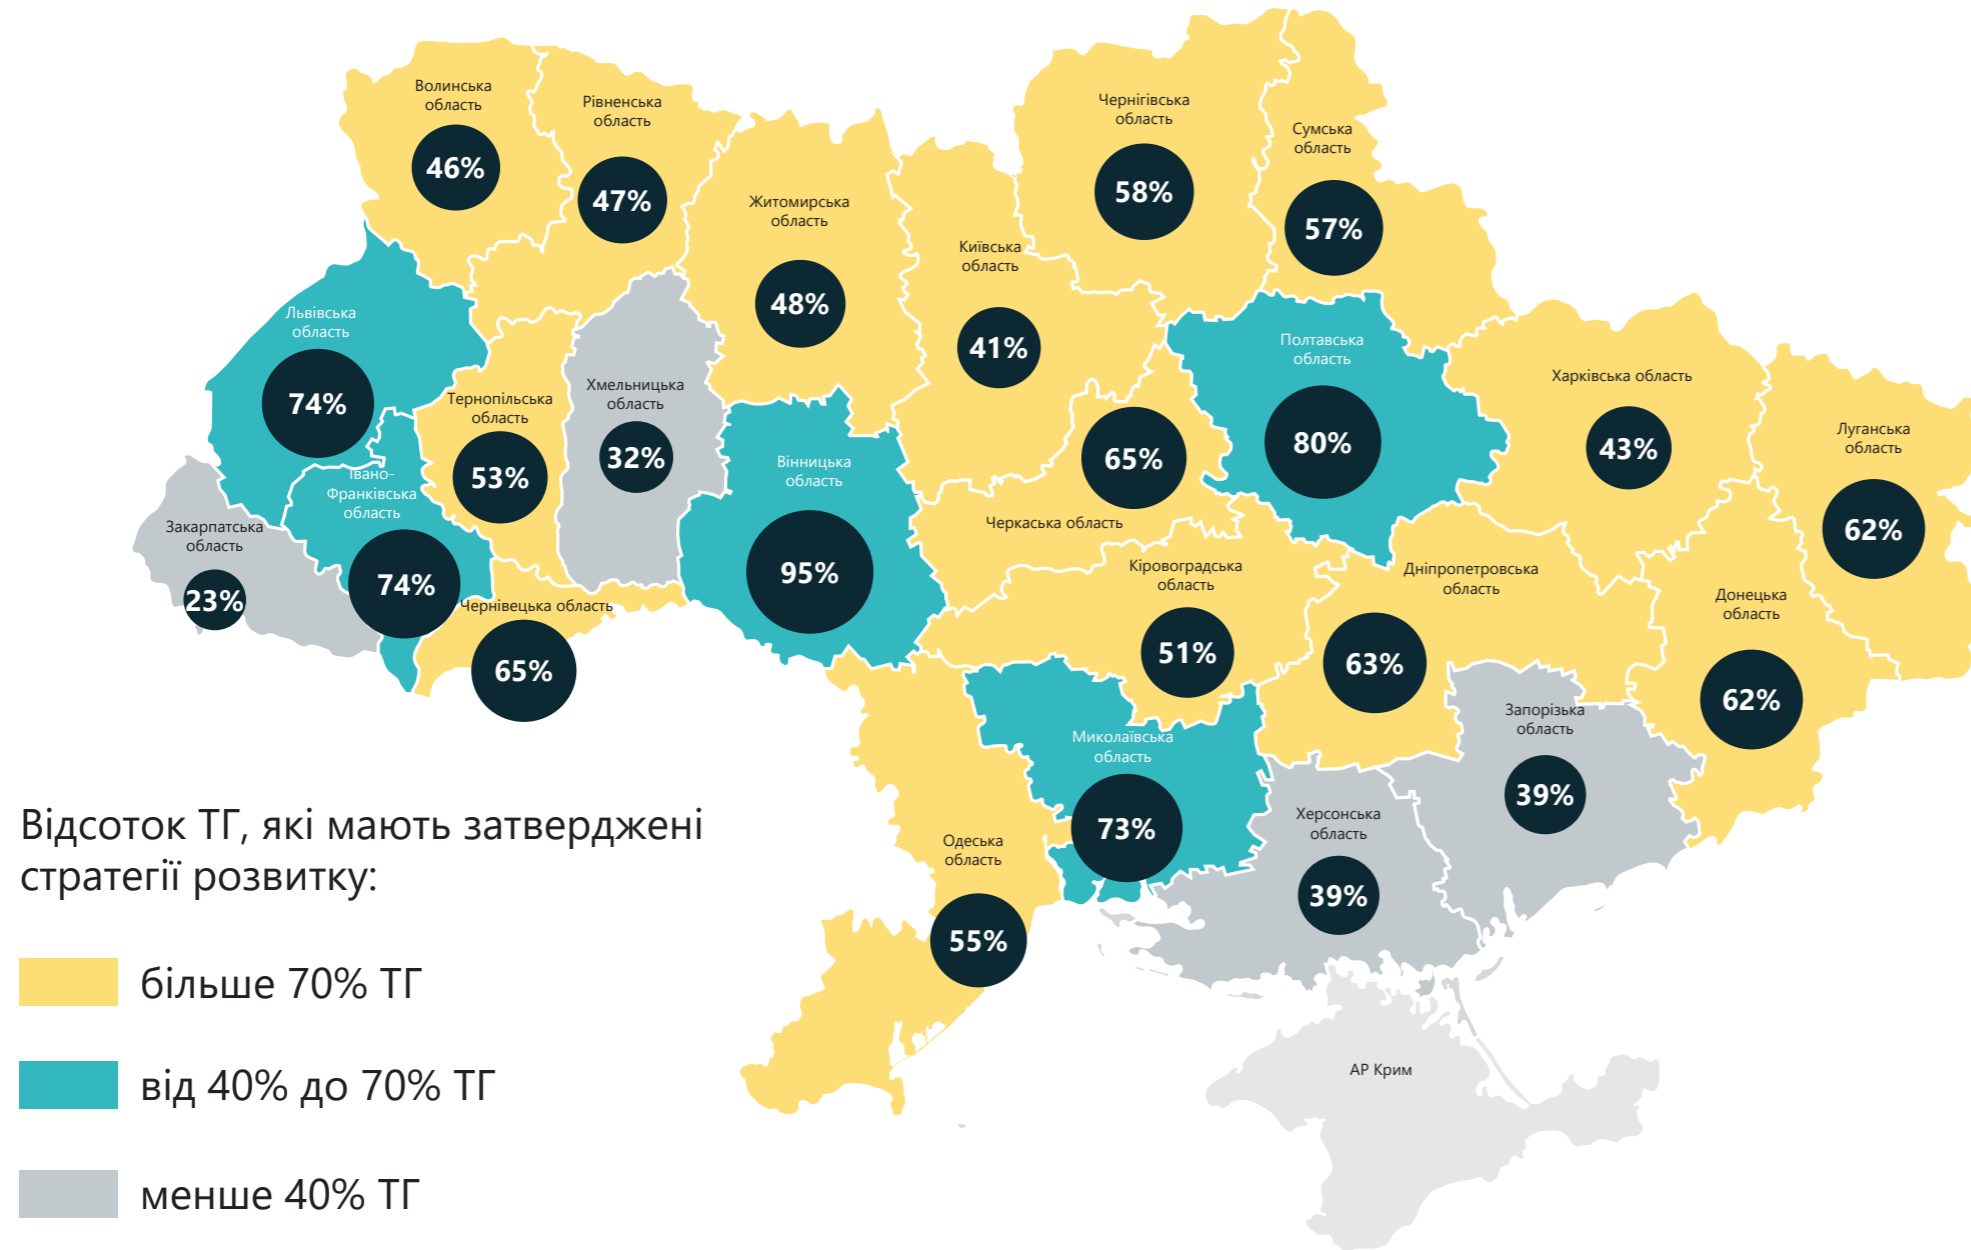 Волинська
область
46%
Рівненська
область
47%
Житомирська
область
48%
Київська
область
41%
Чернігівська
область
58%
Сумська
область
57%
Львівська
область
74%
Тернопільська
область
53%
Хмельницька
область
32%
Вінницька
область
95%
Черкаська область
65%
Полтавська
область
80%
Харківська область
43%
Луганська
область
62%
Закарпатська
область
23%
Івано-
Франківська
область
74%
Чернівецька область
65%
Кіровоградська
область
51%
Дніпропетровська
область
63%
Донецька
область
62%
Одеська
область
55%
Миколаївська
область
73%
Херсонська
область
39%
Запорізька
область
39%
АР Крим
Відсоток ТГ, які мають затверджені
стратегії розвитку:
більше 70% ТГ
від 40% до 70% ТГ
менше 40% ТГ